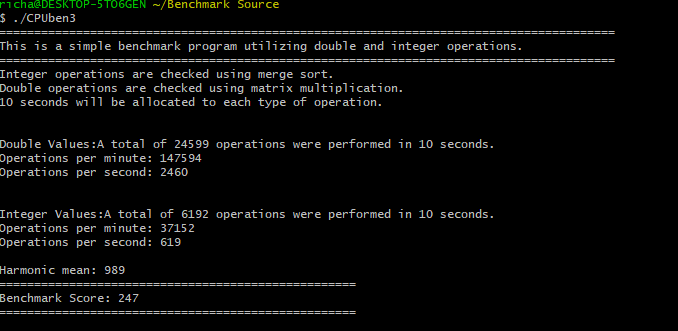 richa@DESKTOP-5TO6GEN ~/Benchmark Source
$ ./CPUben3
========================================================================================
This is a simple benchmark program utilizing double and integer operations.
========================================================================================
Integer operations are checked using merge sort.
Double operations are checked using matrix multiplication.
10 seconds will be allocated to each type of operation.
Double Values:A total of 24599 operations were performed in 10 seconds.
Operations per minute: 147594
Operations per second: 2460
Integer Values:A total of 6192 operations were performed in 10 seconds.
Operations per minute: 37152
Operations per second: 619
Harmonic mean: 989
===================================================
Benchmark Score: 247
===================================================